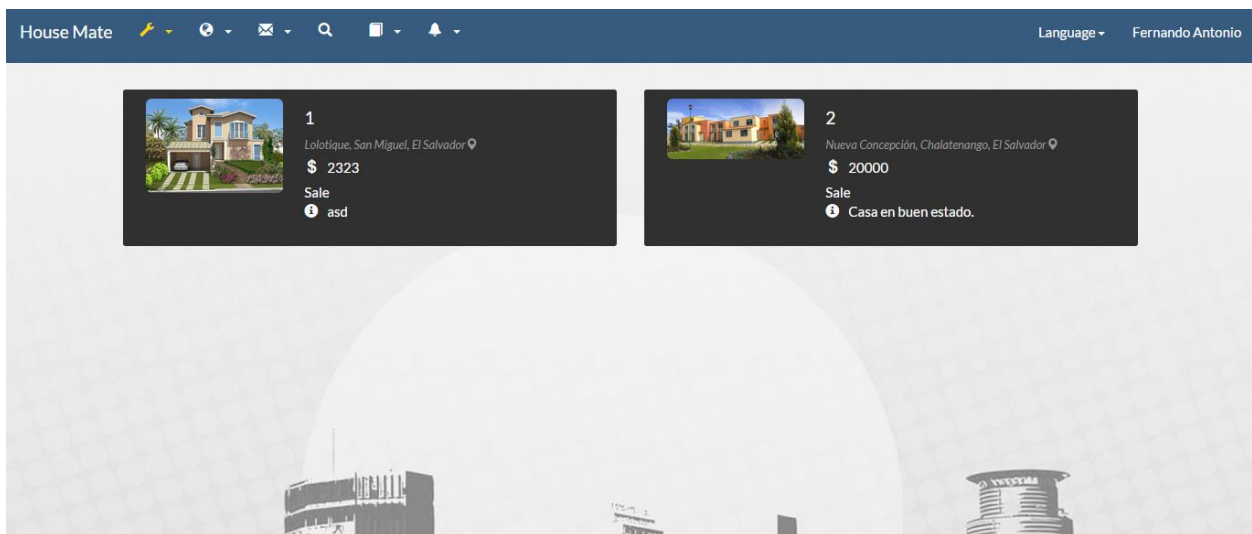 House Mate Language Fernando Antonio
1
Lolotique, San Miguel, El Salvador
$ 2323
Sale
asd
2
Nueva Concepción, Chalatenango, El Salvador
$ 20000
Sale
Casa en buen estado.